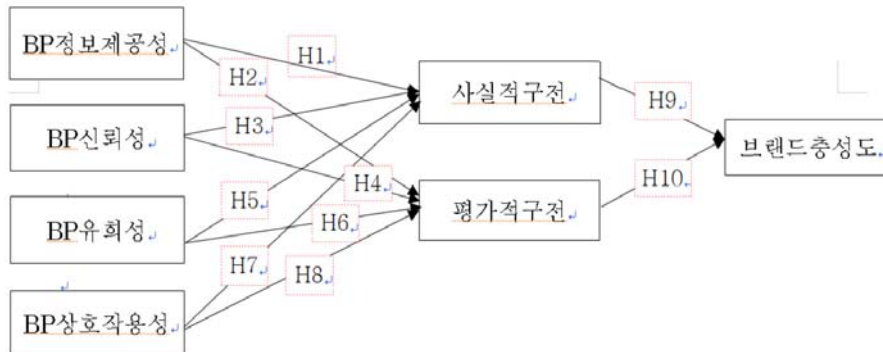 BP정보제공성
H1
H2
사실적구전
H9
BP신뢰성
H3
브랜드충성도
H4
H10
BP유희성
H5
평가적구전
H6
H7
H8
BP상호작용성